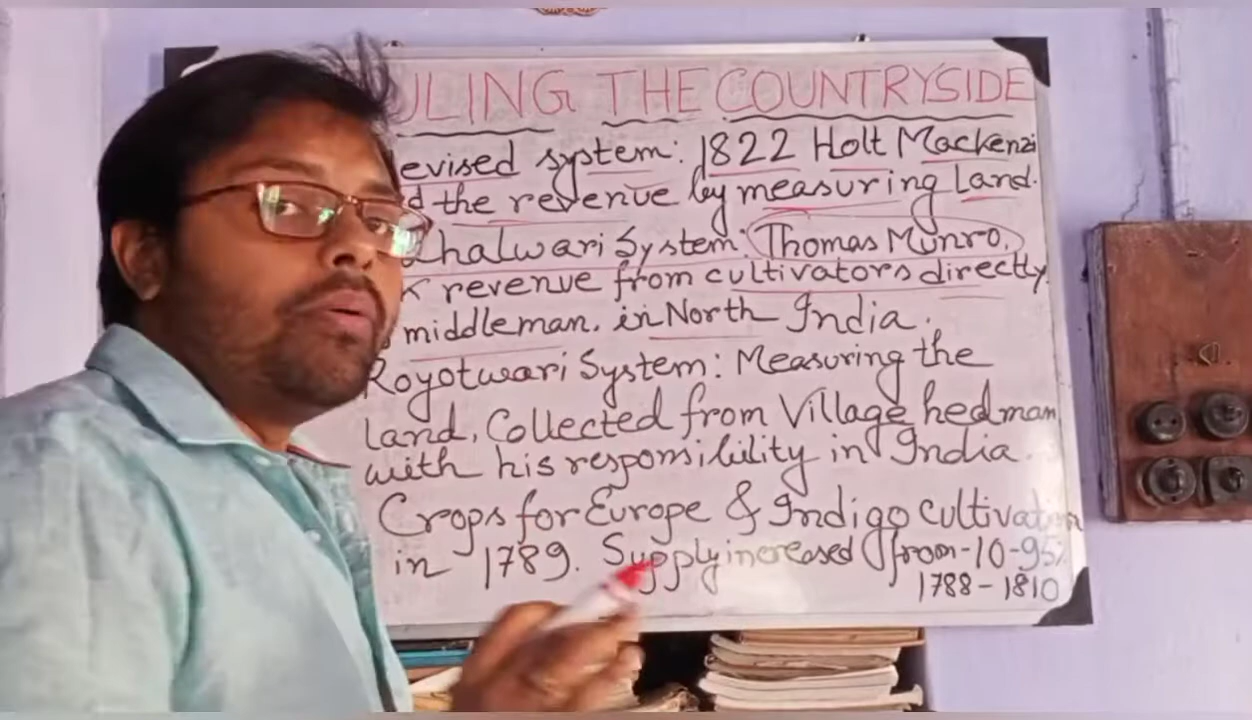 ULING THE COUNTRYSIDE
evised system: 1822 Holt Mackenzi
d the revenue by measuring Land.
halwari System: Thomas Munro.
revenue from cultivators directly
middleman. in North India.
Royotwari System: Measuring the
land, Collected from Village hedman
with his responsibility in India.
Crops for Europe & Indigo cultivation
in 1789. Supply increased from-10-95%
1788-1810